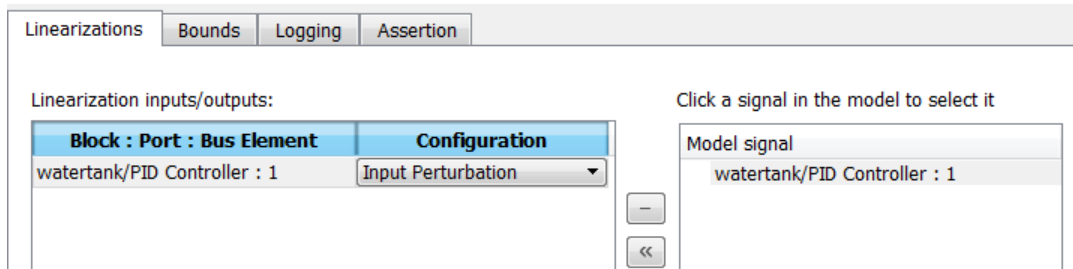 Linearizations Bounds Logging Assertion
Linearization inputs/outputs: Click a signal in the model to select it
Block : Port : Bus Element Configuration Model signal
watertank/PID Controller : 1 Input Perturbation watertank/PID Controller : 1
−
«